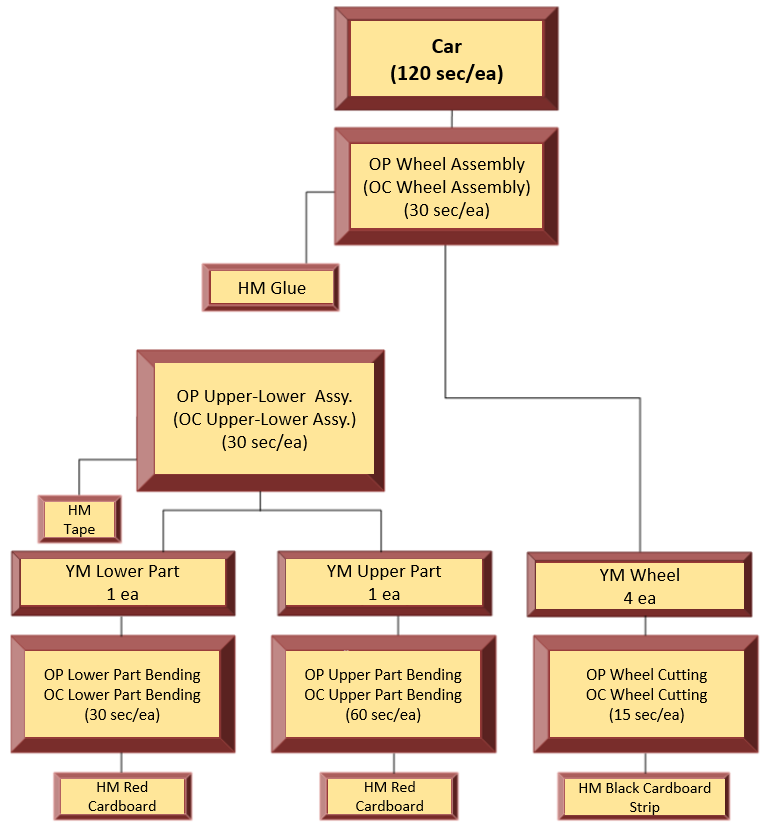 Car
(120 sec/ea)
OP Wheel Assembly
(OC Wheel Assembly)
(30 sec/ea)
HM Glue
OP Upper-Lower  Assy.
(OC Upper-Lower Assy.)
(30 sec/ea)
HM
Tape
YM Lower Part
1 ea
YM Upper Part
1 ea
YM Wheel
4 ea
OP Lower Part Bending
OC Lower Part Bending
(30 sec/ea)
OP Upper Part Bending
OC Upper Part Bending
(60 sec/ea)
OP Wheel Cutting
OC Wheel Cutting
(15 sec/ea)
HM Red
Cardboard
HM Red
Cardboard
HM Black Cardboard
Strip